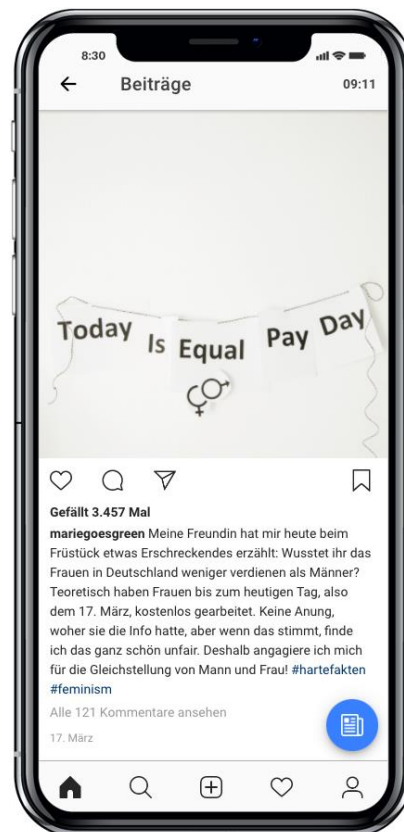 8:30
Beiträge 09:11
Today Is Equal Pay Day
Gefällt 3.457 Mal
mariegoesgreen Meine Freundin hat mir heute beim
Früstück etwas Erschreckendes erzählt: Wusstet ihr das
Frauen in Deutschland weniger verdienen als Männer?
Teoretisch haben Frauen bis zum heutigen Tag, also
dem 17. März, kostenlos gearbeitet. Keine Anung,
woher sie die Info hatte, aber wenn das stimmt, finde
ich das ganz schön unfair. Deshalb angagiere ich mich
für die Gleichstellung von Mann und Frau! #hartefakten
#feminism
Alle 121 Kommentare ansehen
17. März